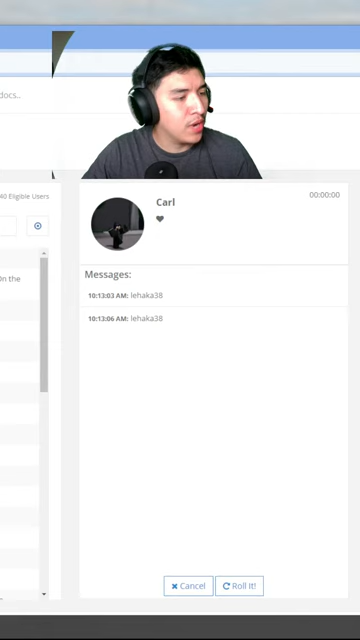 docs..
40 Eligible Users
00:00:00
Carl
On the
Messages:
10:13:03 AM: lehaka38
10:13:06 AM: lehaka38
Cancel
Roll It!